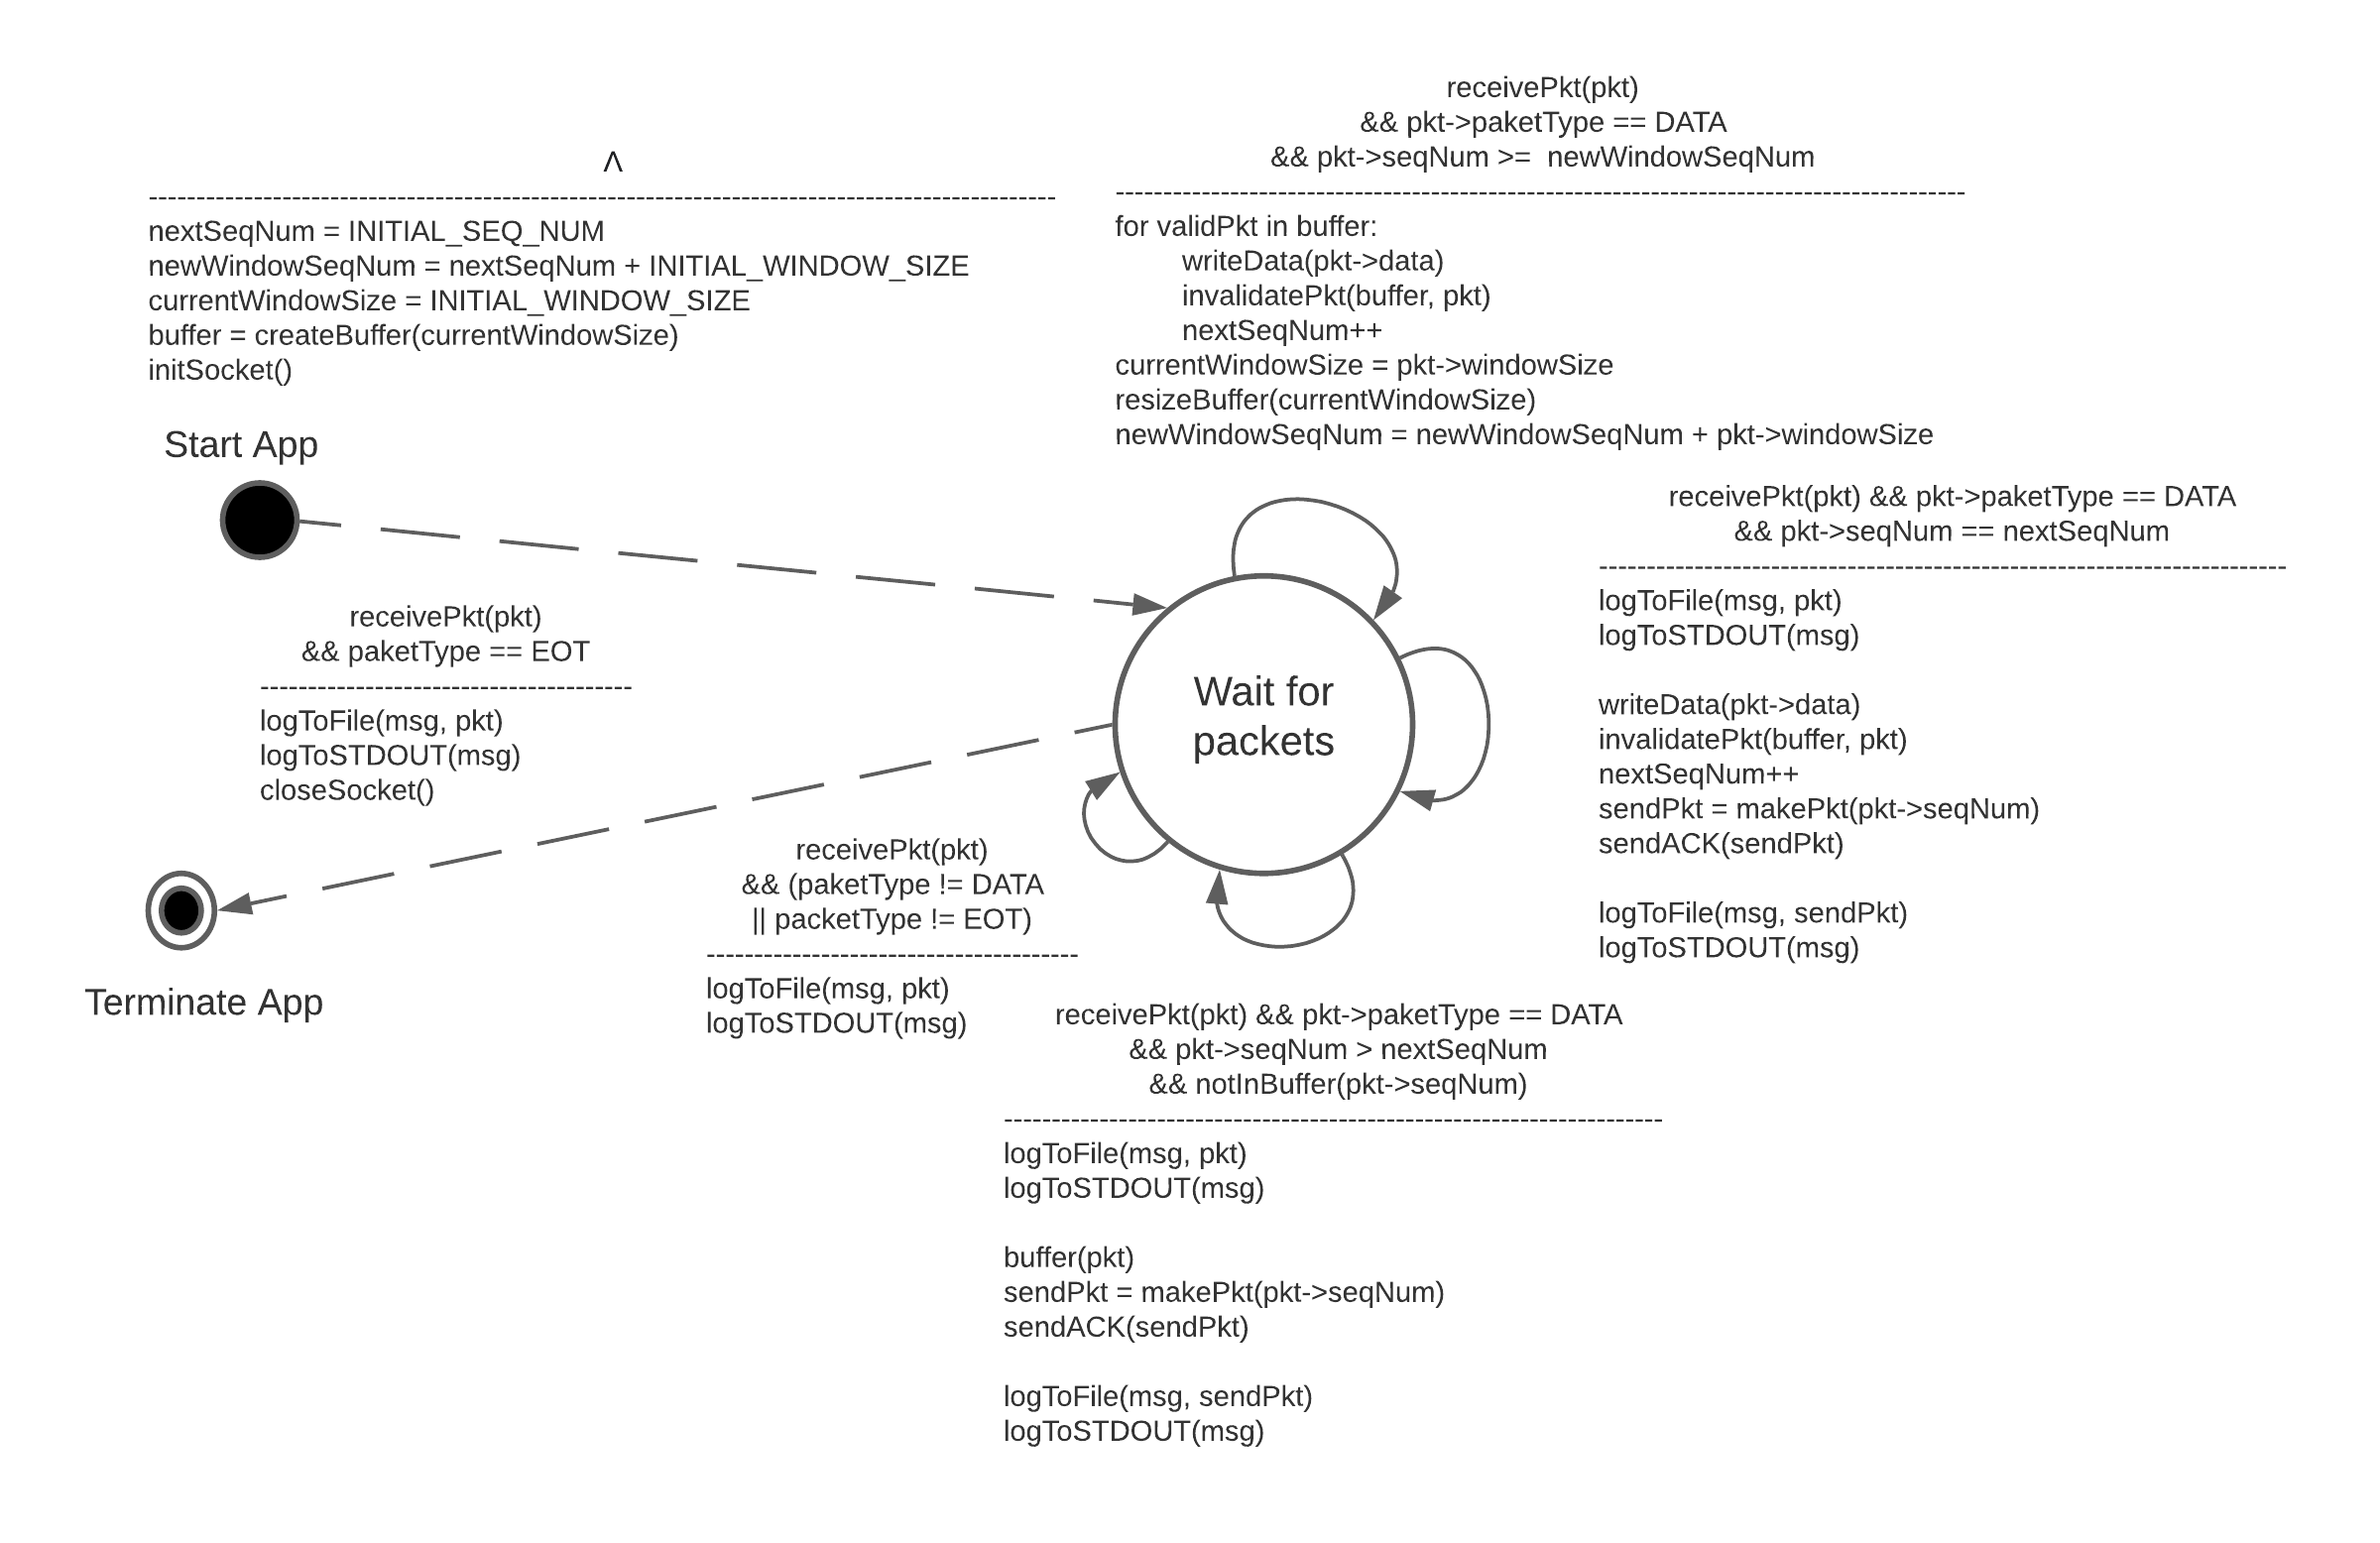 Λ
-----------------------------------------------------------------------------------------------
nextSeqNum = INITIAL_SEQ_NUM
newWindowSeqNum = nextSeqNum + INITIAL_WINDOW_SIZE
currentWindowSize = INITIAL_WINDOW_SIZE
buffer = createBuffer(currentWindowSize)
initSocket()
Start App
receivePkt(pkt)
&& pkt->paketType == DATA
&& pkt->seqNum >=  newWindowSeqNum
-----------------------------------------------------------------------------------------
for validPkt in buffer:
writeData(pkt->data)
invalidatePkt(buffer, pkt)
nextSeqNum++
currentWindowSize = pkt->windowSize
resizeBuffer(currentWindowSize)
newWindowSeqNum = newWindowSeqNum + pkt->windowSize
receivePkt(pkt) && pkt->paketType == DATA
&& pkt->seqNum == nextSeqNum
------------------------------------------------------------------------
logToFile(msg, pkt)
logToSTDOUT(msg)
writeData(pkt->data)
invalidatePkt(buffer, pkt)
nextSeqNum++
sendPkt = makePkt(pkt->seqNum)
sendACK(sendPkt)
logToFile(msg, sendPkt)
logToSTDOUT(msg)
receivePkt(pkt)
&& paketType == EOT
---------------------------------------
logToFile(msg, pkt)
logToSTDOUT(msg)
closeSocket()
Wait for
packets
Terminate App
receivePkt(pkt)
&& (paketType != DATA
|| packetType != EOT)
---------------------------------------
logToFile(msg, pkt)
logToSTDOUT(msg)
receivePkt(pkt) && pkt->paketType == DATA
&& pkt->seqNum > nextSeqNum
&& notInBuffer(pkt->seqNum)
---------------------------------------------------------------------
logToFile(msg, pkt)
logToSTDOUT(msg)
buffer(pkt)
sendPkt = makePkt(pkt->seqNum)
sendACK(sendPkt)
logToFile(msg, sendPkt)
logToSTDOUT(msg)